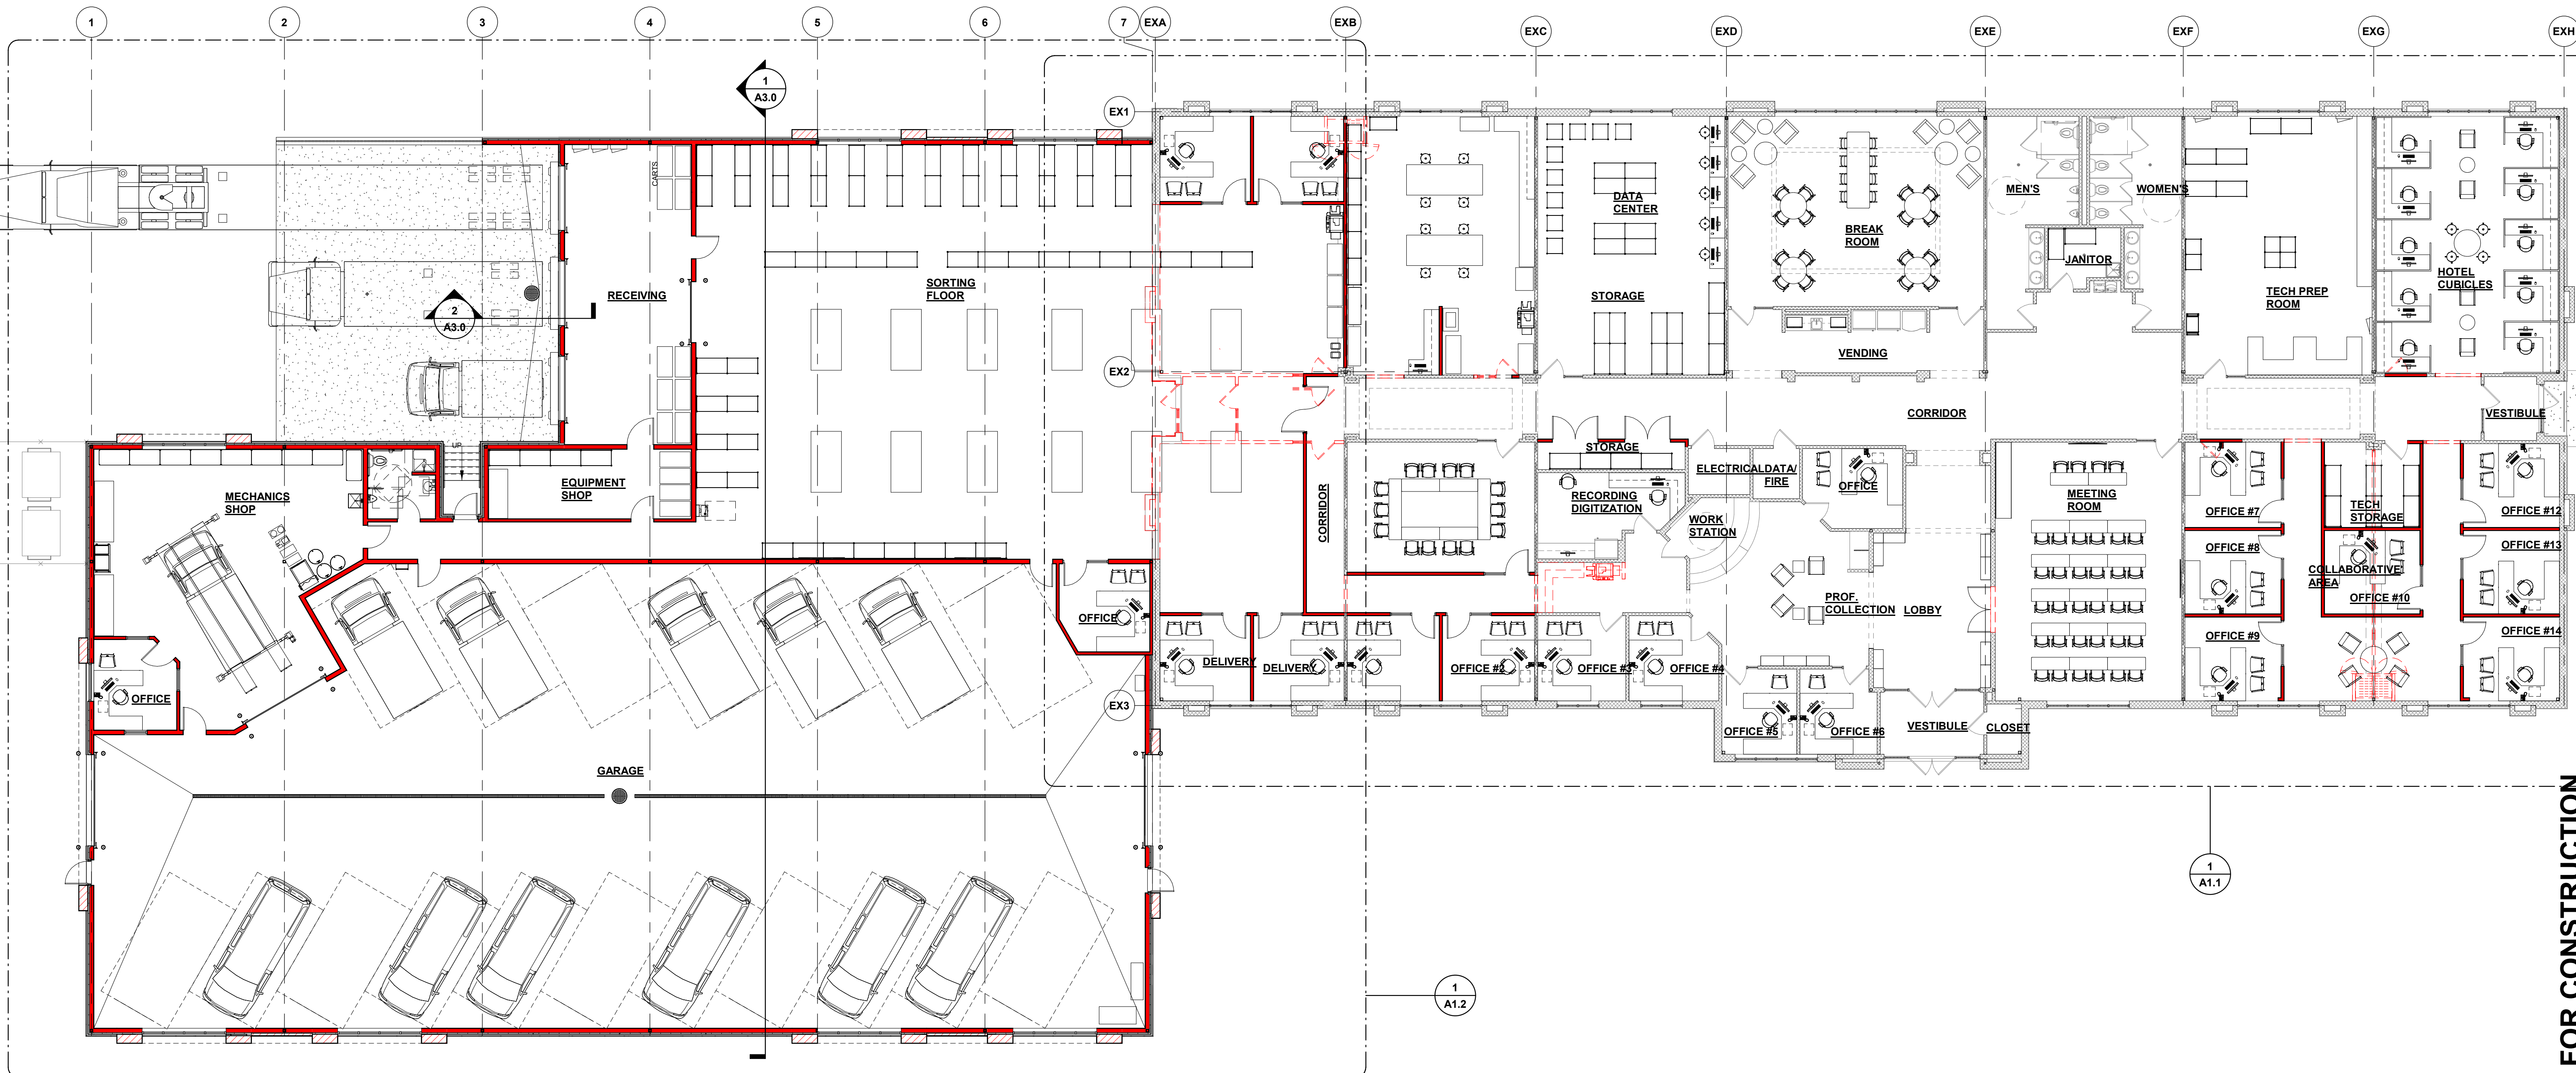 1
2
3
4
5
6
7
EXA
EXB
EXC
EXD
EXE
EXF
EXG
EXH
1
A3.0
EX1
CARTS
DATA
CENTER
BREAK
ROOM
MEN'S
WOMEN'S
JANITOR
HOTEL
CUBICLES
RECEIVING
SORTING
FLOOR
STORAGE
TECH PREP
ROOM
2
A3.0
VENDING
EX2
CORRIDOR
VESTIBULE
UP
MECHANICS
SHOP
EQUIPMENT
SHOP
CORRIDOR
STORAGE
RECORDING
DIGITIZATION
ELECTRICAL
DATA/
FIRE
OFFICE
WORK
STATION
MEETING
ROOM
OFFICE #7
TECH
STORAGE
OFFICE #12
OFFICE #8
OFFICE #13
COLLABORATIVE
AREA
OFFICE #10
PROF.
COLLECTION
LOBBY
OFFICE
OFFICE #9
OFFICE #14
DELIVERY
DELIVERY
OFFICE #2
OFFICE #3
OFFICE #4
OFFICE
EX3
OFFICE #5
OFFICE #6
VESTIBULE
CLOSET
GARAGE
1
A1.1
1
A1.2
FOR CONSTRUCTION